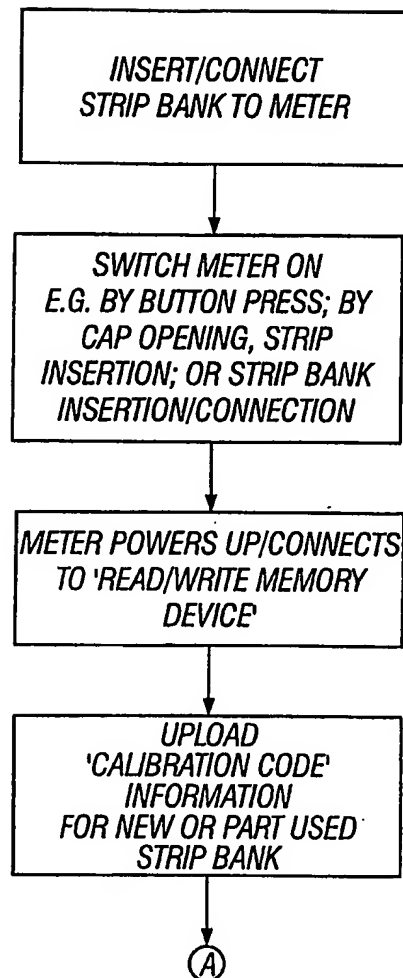 INSERT/CONNECT
STRIP BANK TO METER
SWITCH METER ON
E.G. BY BUTTON PRESS; BY
CAP OPENING, STRIP
INSERTION; OR STRIP BANK
INSERTION/CONNECTION
METER POWERS UP/CONNECTS
TO 'READ/WRITE MEMORY
DEVICE'
UPLOAD
'CALIBRATION CODE'
INFORMATION
FOR NEW OR PART USED
STRIP BANK
A